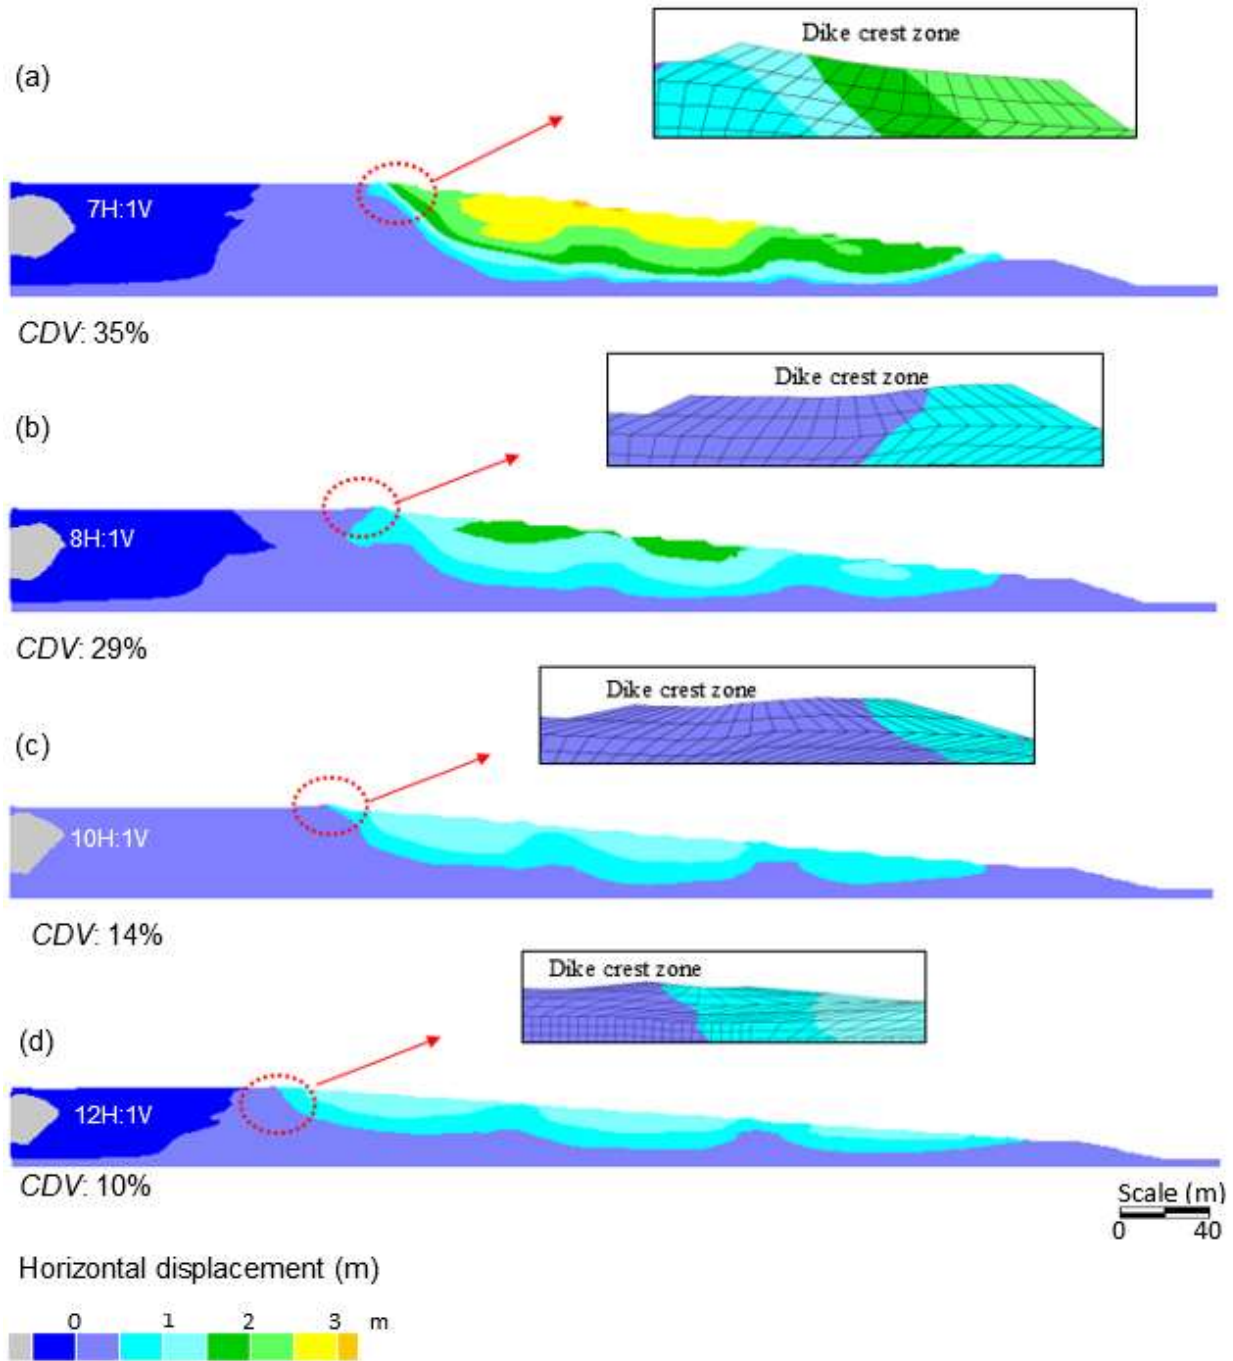 Dike crest zone
(a)
7H:1V
CDV: 35%
Dike crest zone
(b)
8H:1V
CDV: 29%
Dike crest zone
(c)
10H:1V
CDV: 14%
Dike crest zone
(d)
12H:1V
CDV: 10%
Scale (m)
0 40
Horizontal displacement (m)
0 1 2 3 m